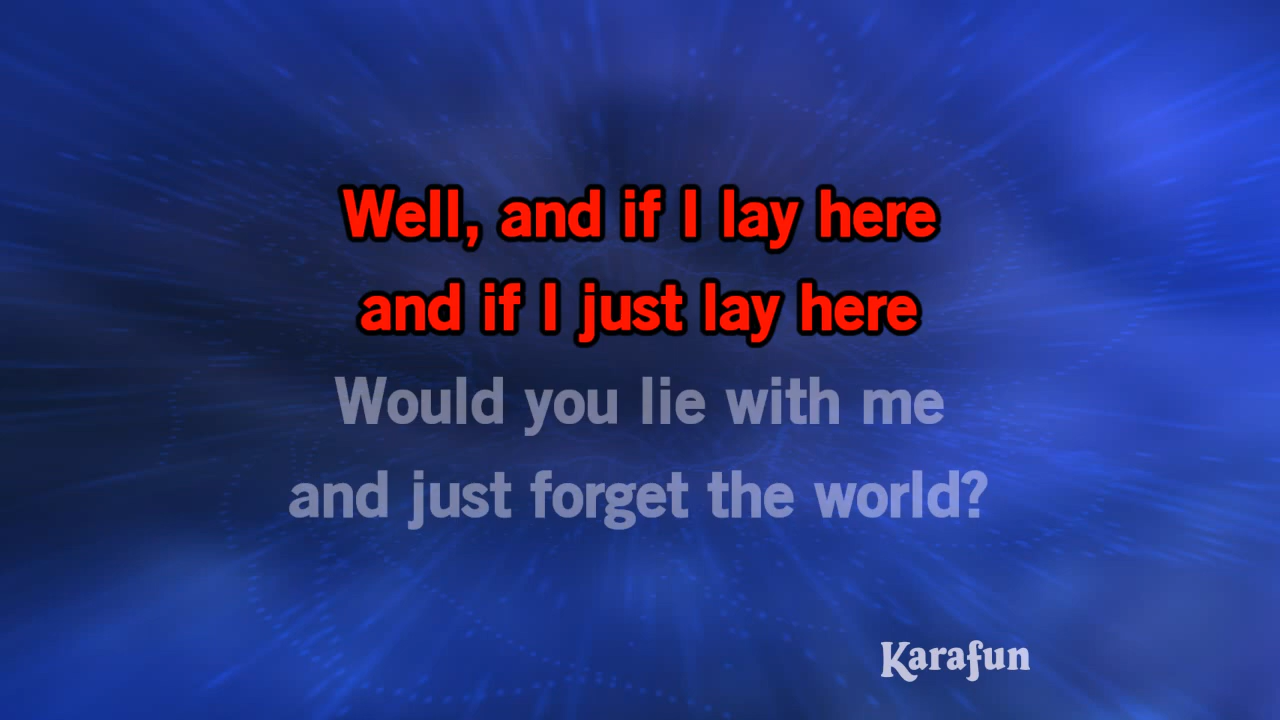 Well, and if I lay here
and if I just lay here
Would you lie with me
and just forget the world?
Karafun